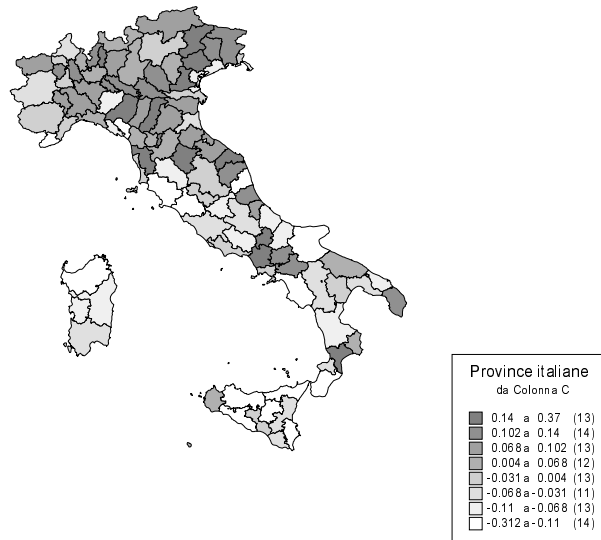 Province italiane
da Colonna C
0.14 a 0.37 (13)
0.102 a 0.14 (14)
0.068 a 0.102 (13)
0.004 a 0.068 (12)
-0.031 a 0.004 (13)
-0.068 a -0.031 (11)
-0.11 a -0.068 (13)
-0.312 a -0.11 (14)